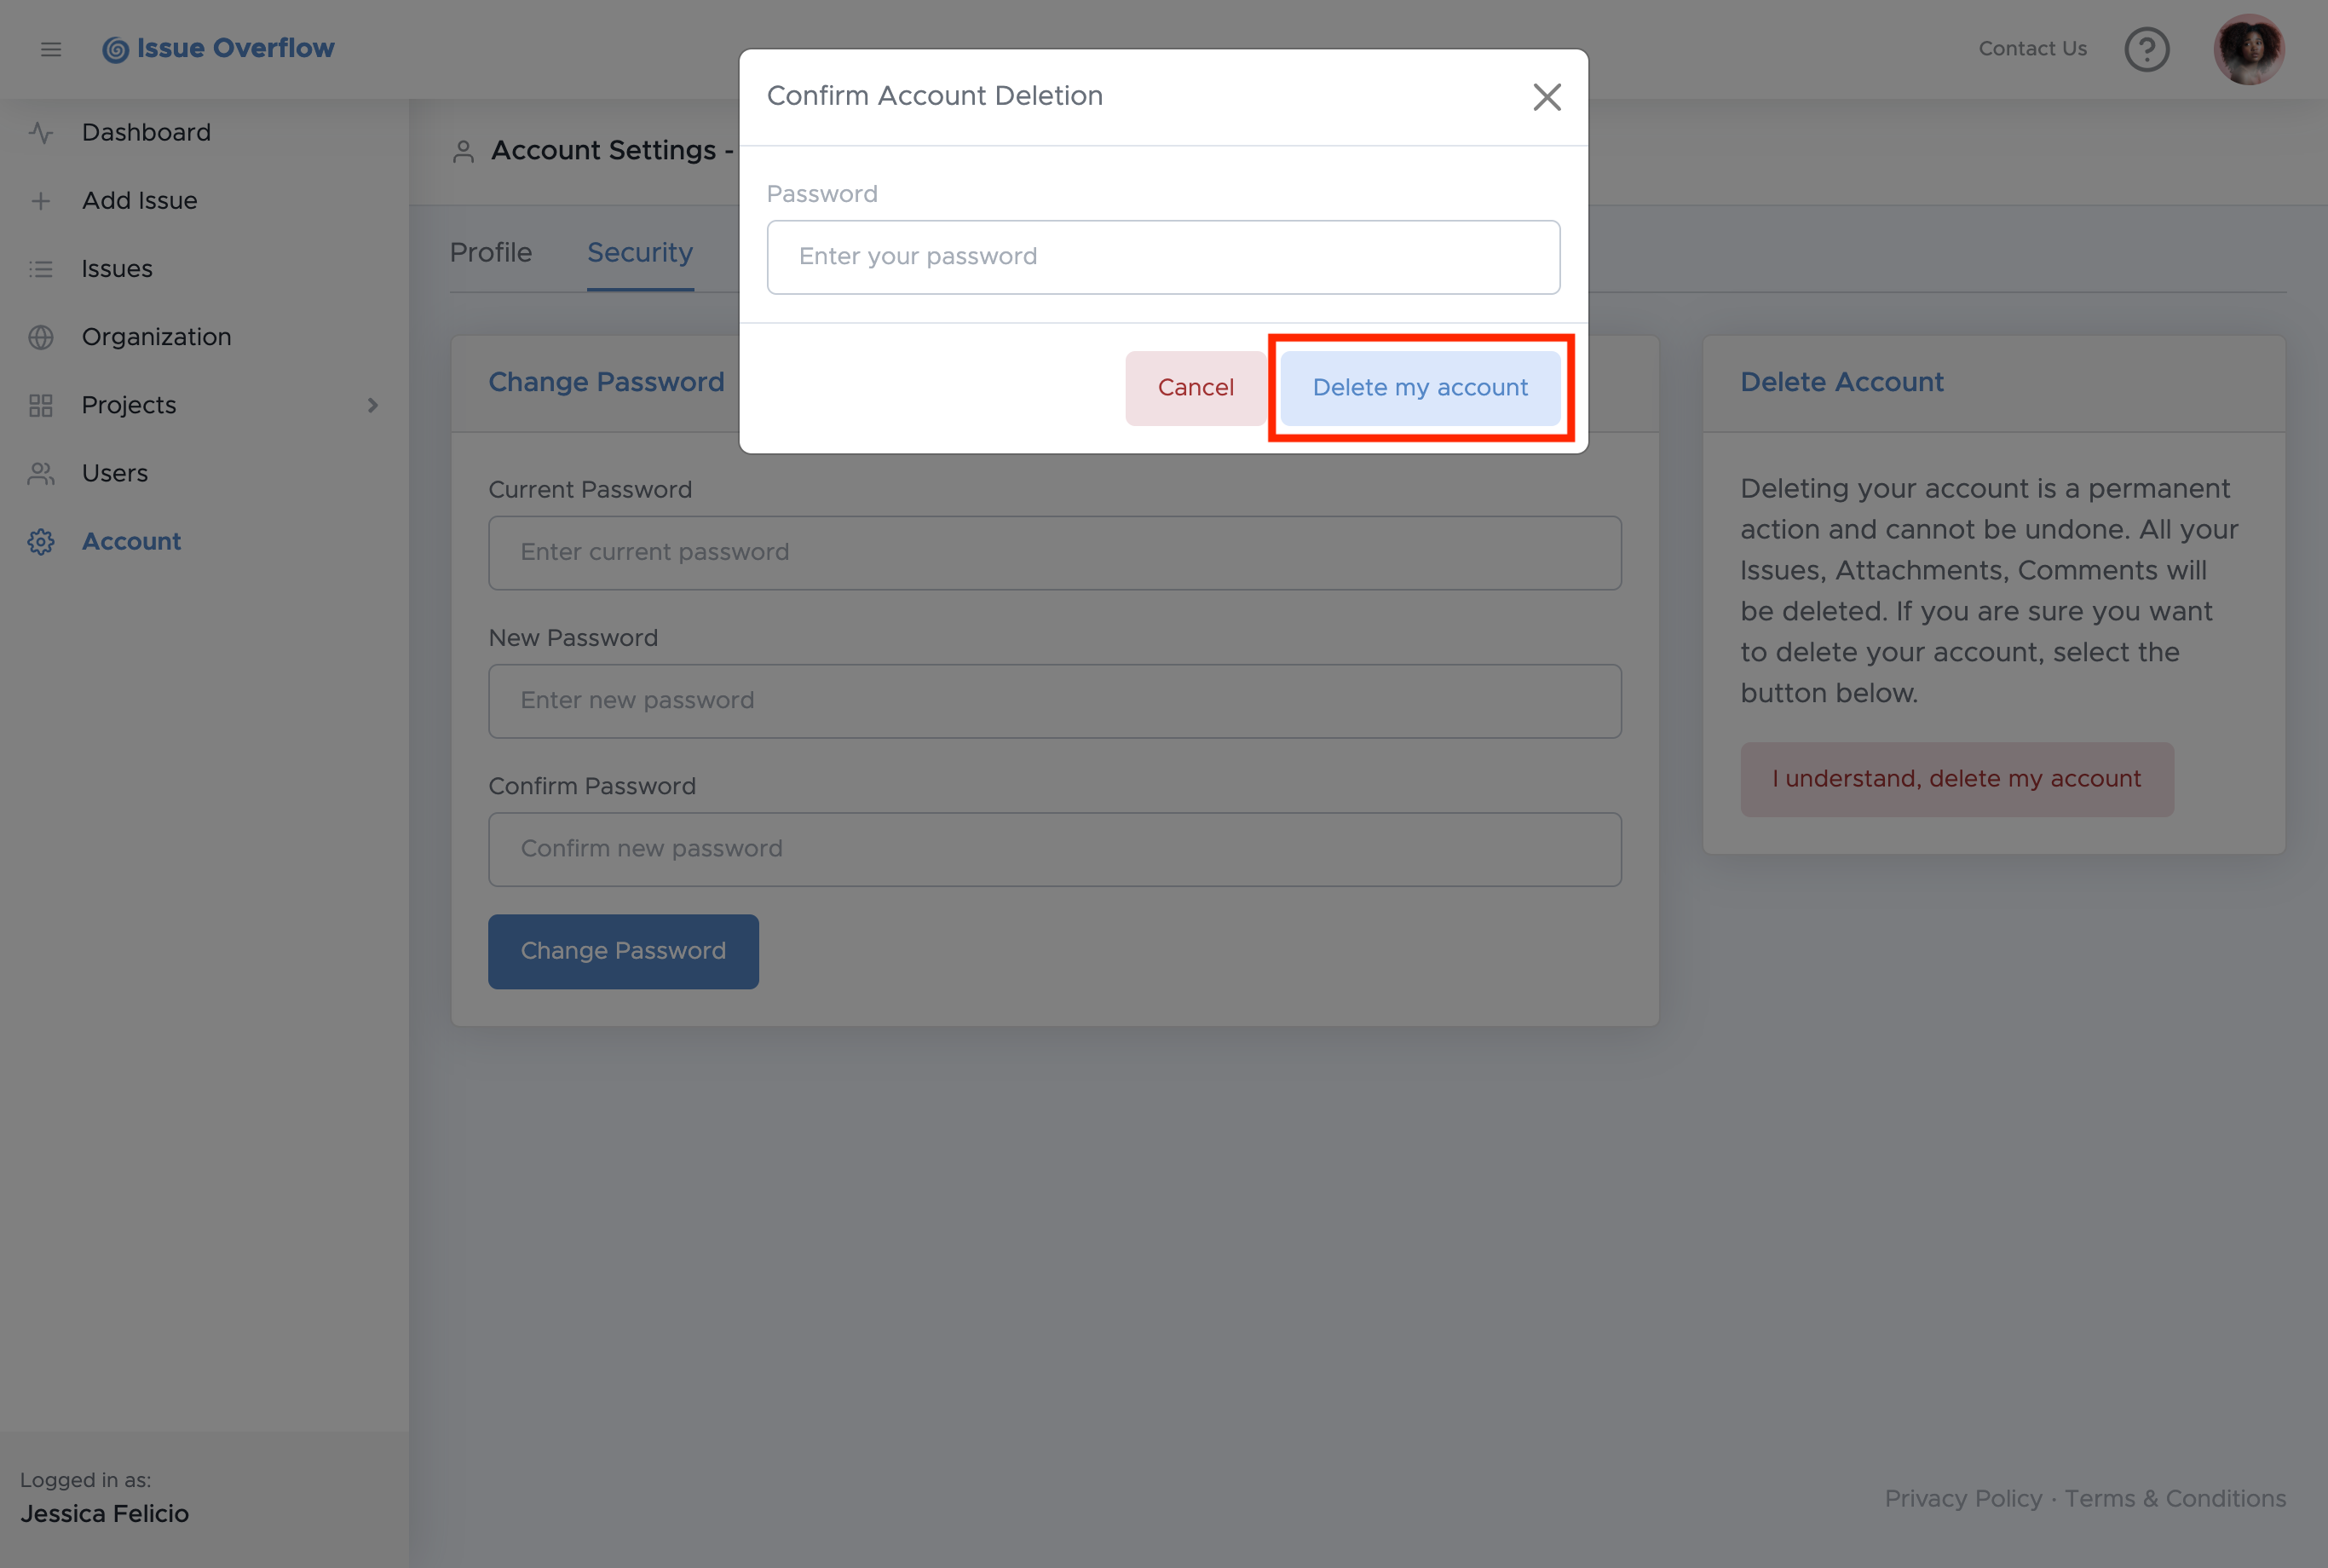 Issue Overflow
Contact Us
Dashboard
Add Issue
Issues
Organization
Projects
Users
Account
Logged in as:
Jessica Felicio
Account Settings -
Profile
Security
Confirm Account Deletion
Password
Enter your password
Cancel
Delete my account
Change Password
Current Password
Enter current password
New Password
Enter new password
Confirm Password
Confirm new password
Change Password
Delete Account
Deleting your account is a permanent
action and cannot be undone. All your
Issues, Attachments, Comments will
be deleted. If you are sure you want
to delete your account, select the
button below.
I understand, delete my account
Privacy Policy · Terms & Conditions